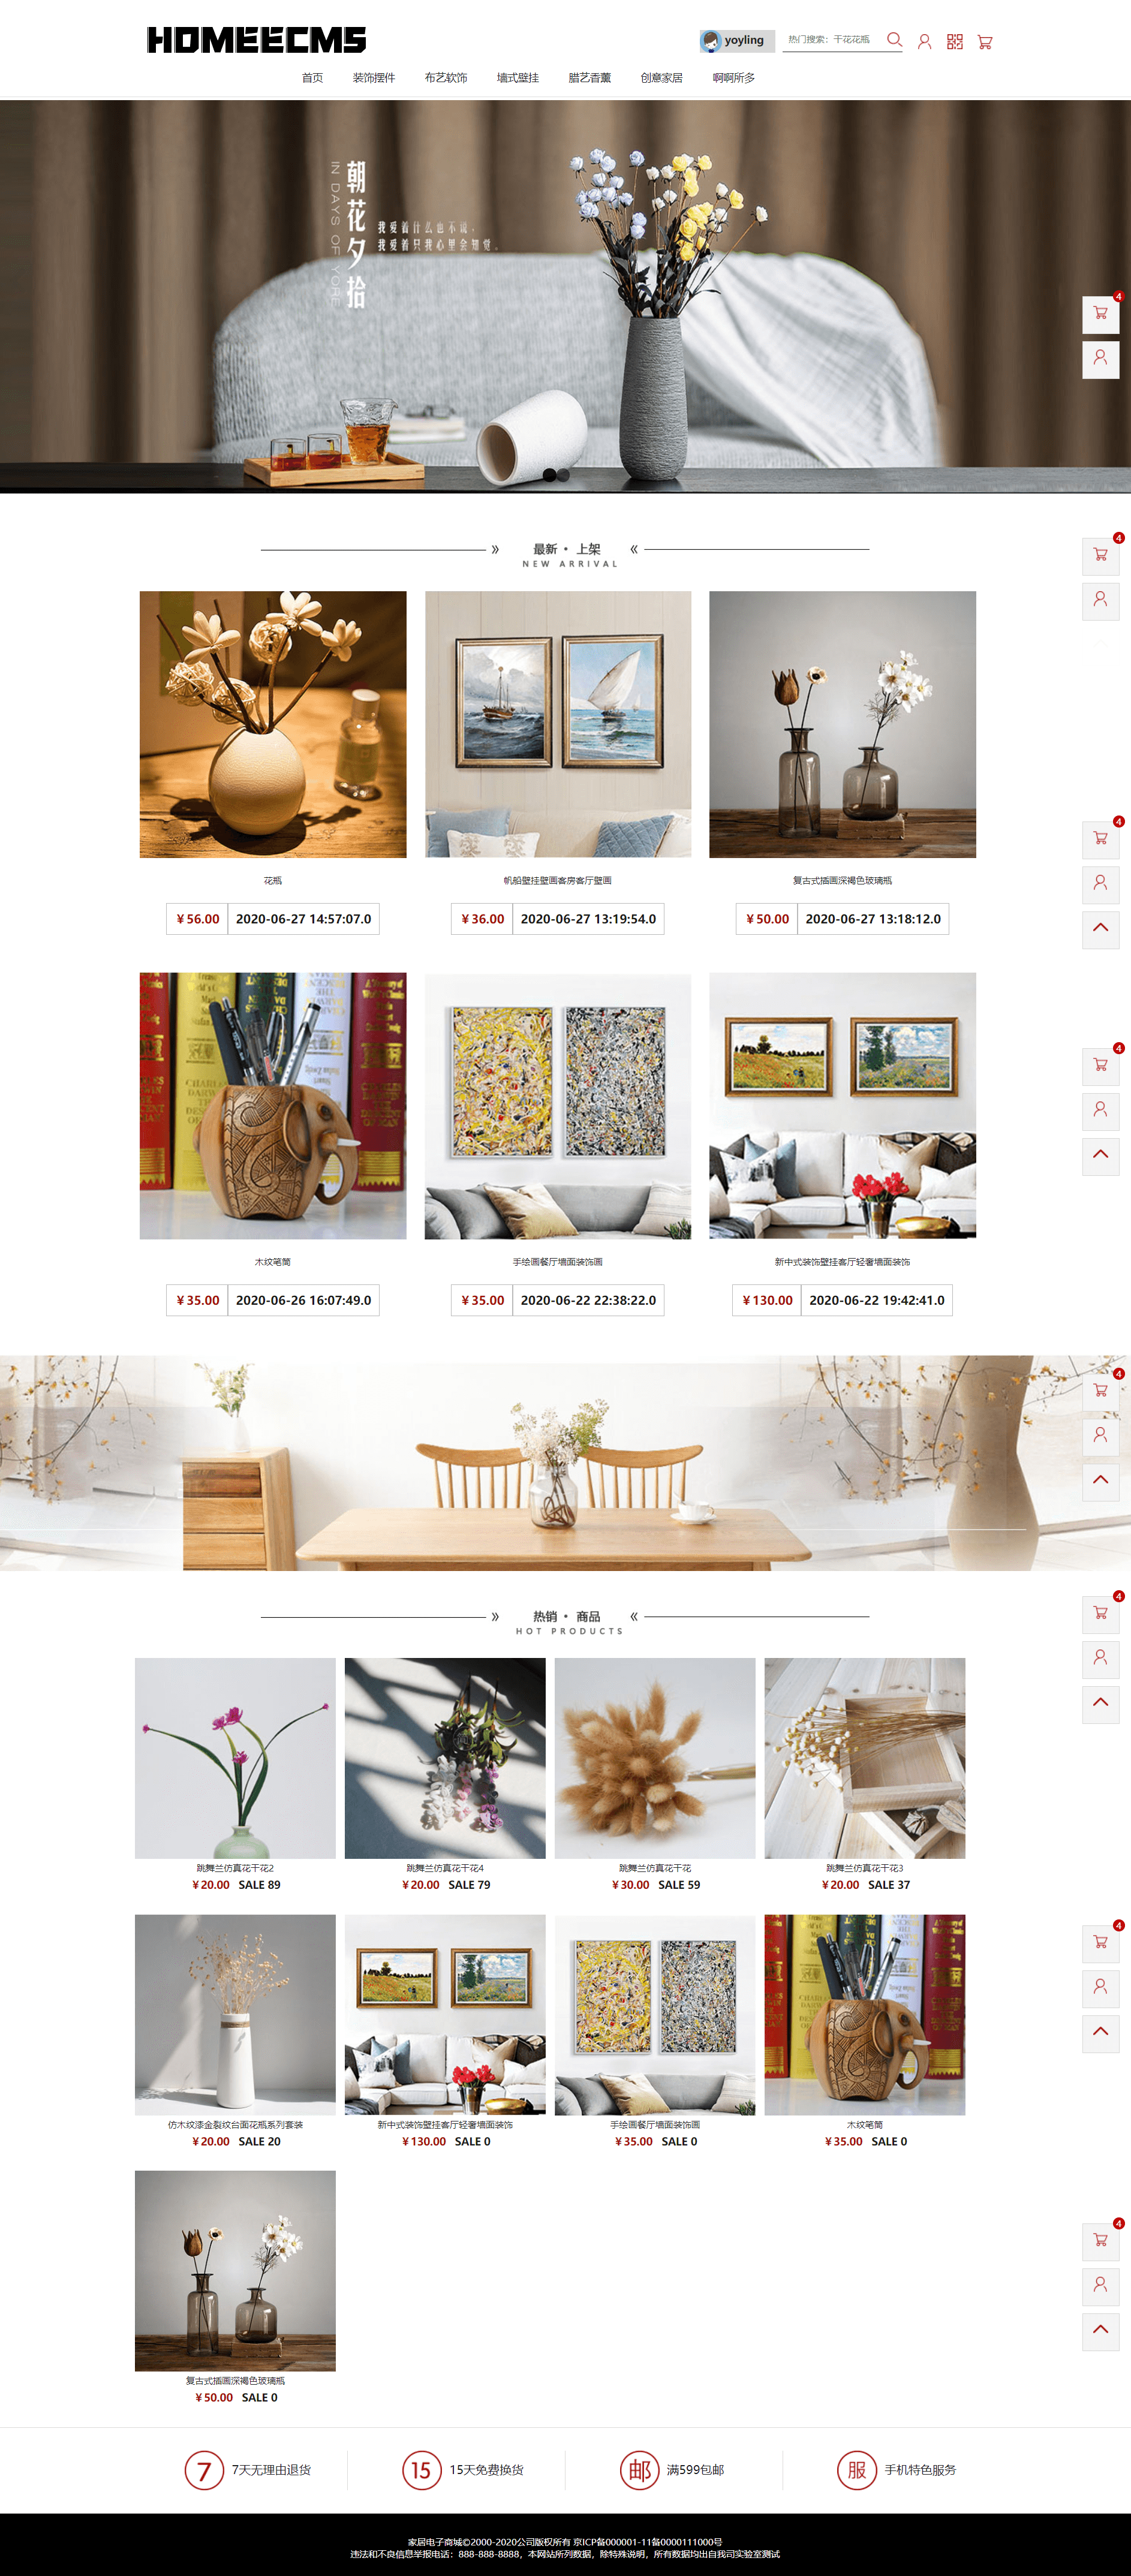 HOMEECMS
yoyling
热门搜索：干花花瓶
首页 装饰摆件 布艺软饰 墙式壁挂 腊艺香薰 创意家居 啊啊所多
朝花夕拾
IN DAYS OF YORE
我爱着什么也不说，
我爱着只我心里会知觉。
4
4
最新 · 上架
NEW ARRIVAL
花瓶 帆船壁挂壁画客房客厅壁画 复古式插画深褐色玻璃瓶
4
¥56.00 2020-06-27 14:57:07.0 ¥36.00 2020-06-27 13:19:54.0 ¥50.00 2020-06-27 13:18:12.0
4
木纹笔筒 手绘画餐厅墙面装饰画 新中式装饰壁挂客厅轻奢墙面装饰
¥35.00 2020-06-26 16:07:49.0 ¥35.00 2020-06-22 22:38:22.0 ¥130.00 2020-06-22 19:42:41.0
4
4
热销 · 商品
HOT PRODUCTS
跳舞兰仿真花干花2 跳舞兰仿真花干花4 跳舞兰仿真花干花 跳舞兰仿真花干花3
¥20.00 SALE 89 ¥20.00 SALE 79 ¥30.00 SALE 59 ¥20.00 SALE 37
4
仿木纹漆金裂纹台面花瓶系列套装 新中式装饰壁挂客厅轻奢墙面装饰 手绘画餐厅墙面装饰画 木纹笔筒
¥20.00 SALE 20 ¥130.00 SALE 0 ¥35.00 SALE 0 ¥35.00 SALE 0
4
复古式插画深褐色玻璃瓶
¥50.00 SALE 0
7 7天无理由退货 15 15天免费换货 邮 满599包邮 服 手机特色服务
家居电子商城©2000-2020公司版权所有 京ICP备000001-11备0000111000号
违法和不良信息举报电话：888-888-8888，本网站所列数据，除特殊说明，所有数据均出自我司实验室测试